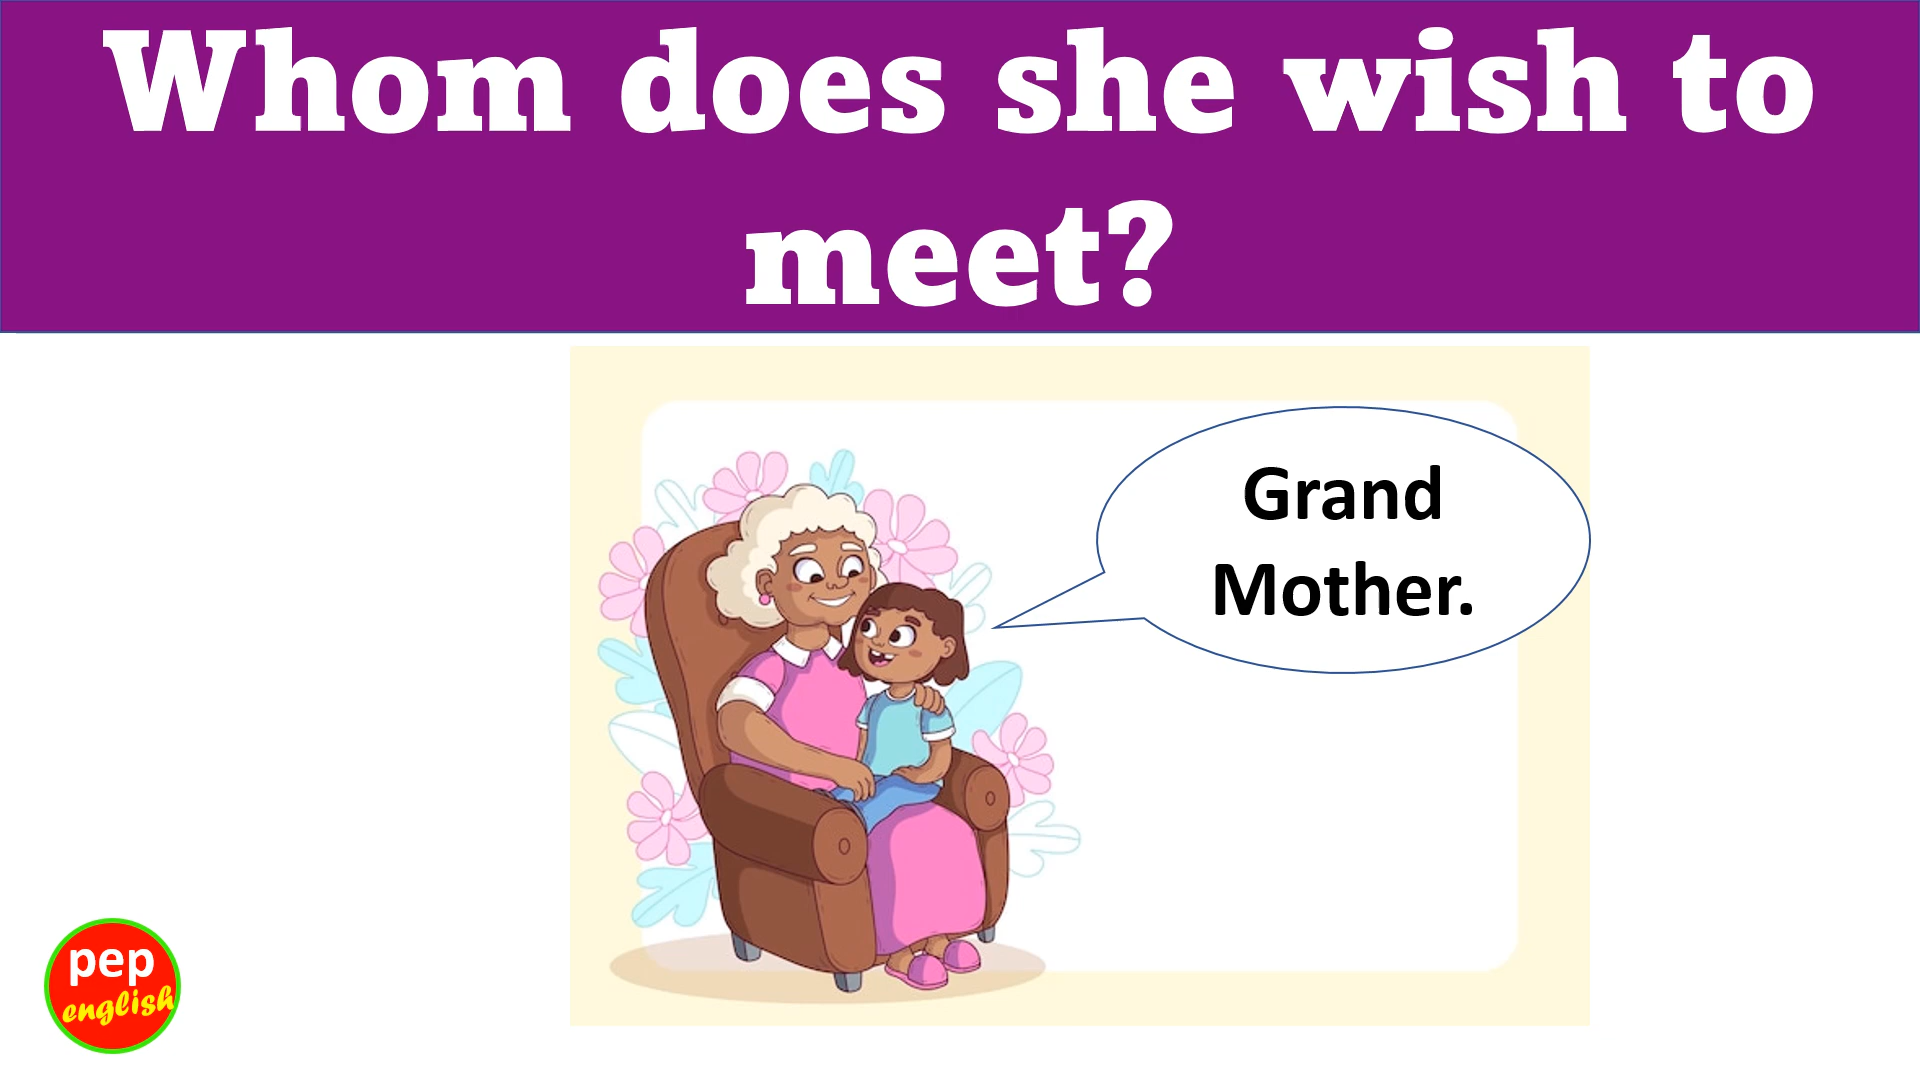 Whom does she wish to
meet?
Grand
Mother.
pep
english